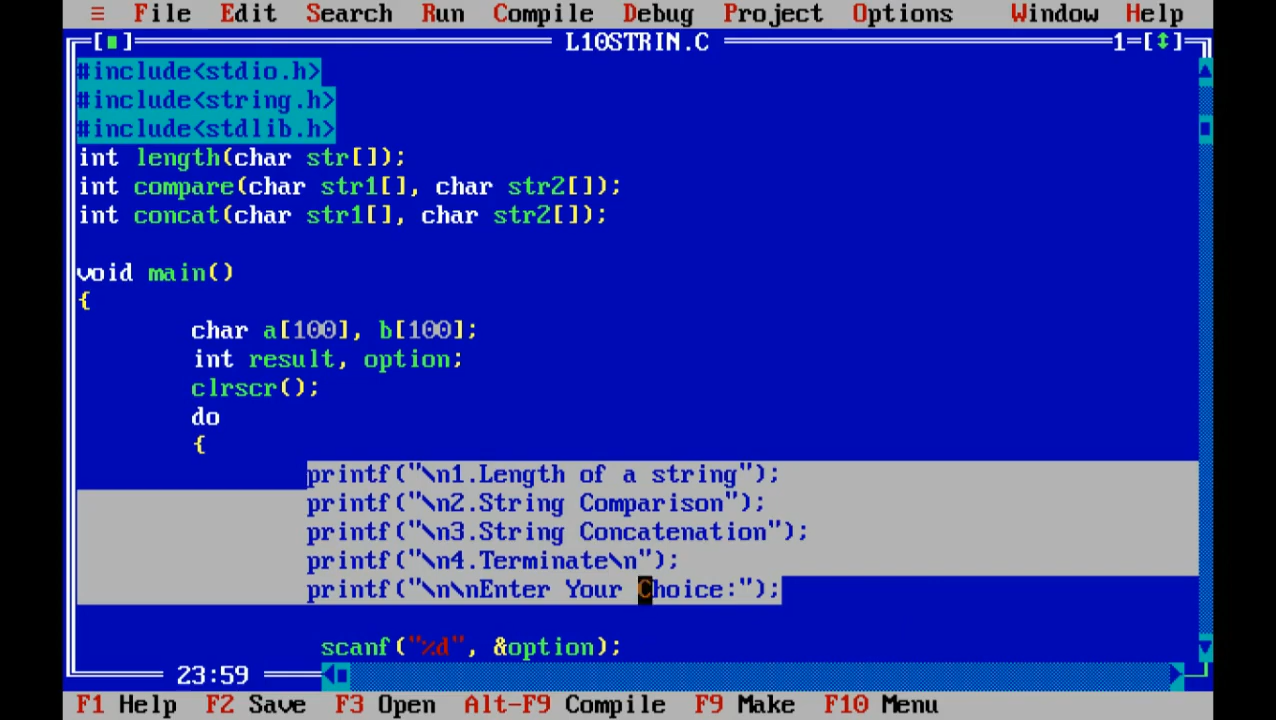 ≡ File Edit Search Run Compile Debug Project Options Window Help
[■] L10STRIN.C 1=[↕]
#include<stdio.h>
#include<string.h>
#include<stdlib.h>
int length(char str[]);
int compare(char str1[], char str2[]);
int concat(char str1[], char str2[]);
void main()
{
char a[100], b[100];
int result, option;
clrscr();
do
{
printf("\n1.Length of a string");
printf("\n2.String Comparison");
printf("\n3.String Concatenation");
printf("\n4.Terminate\n");
printf("\n\nEnter Your Choice:");
scanf("%d", &option);
23:59
F1 Help F2 Save F3 Open Alt-F9 Compile F9 Make F10 Menu